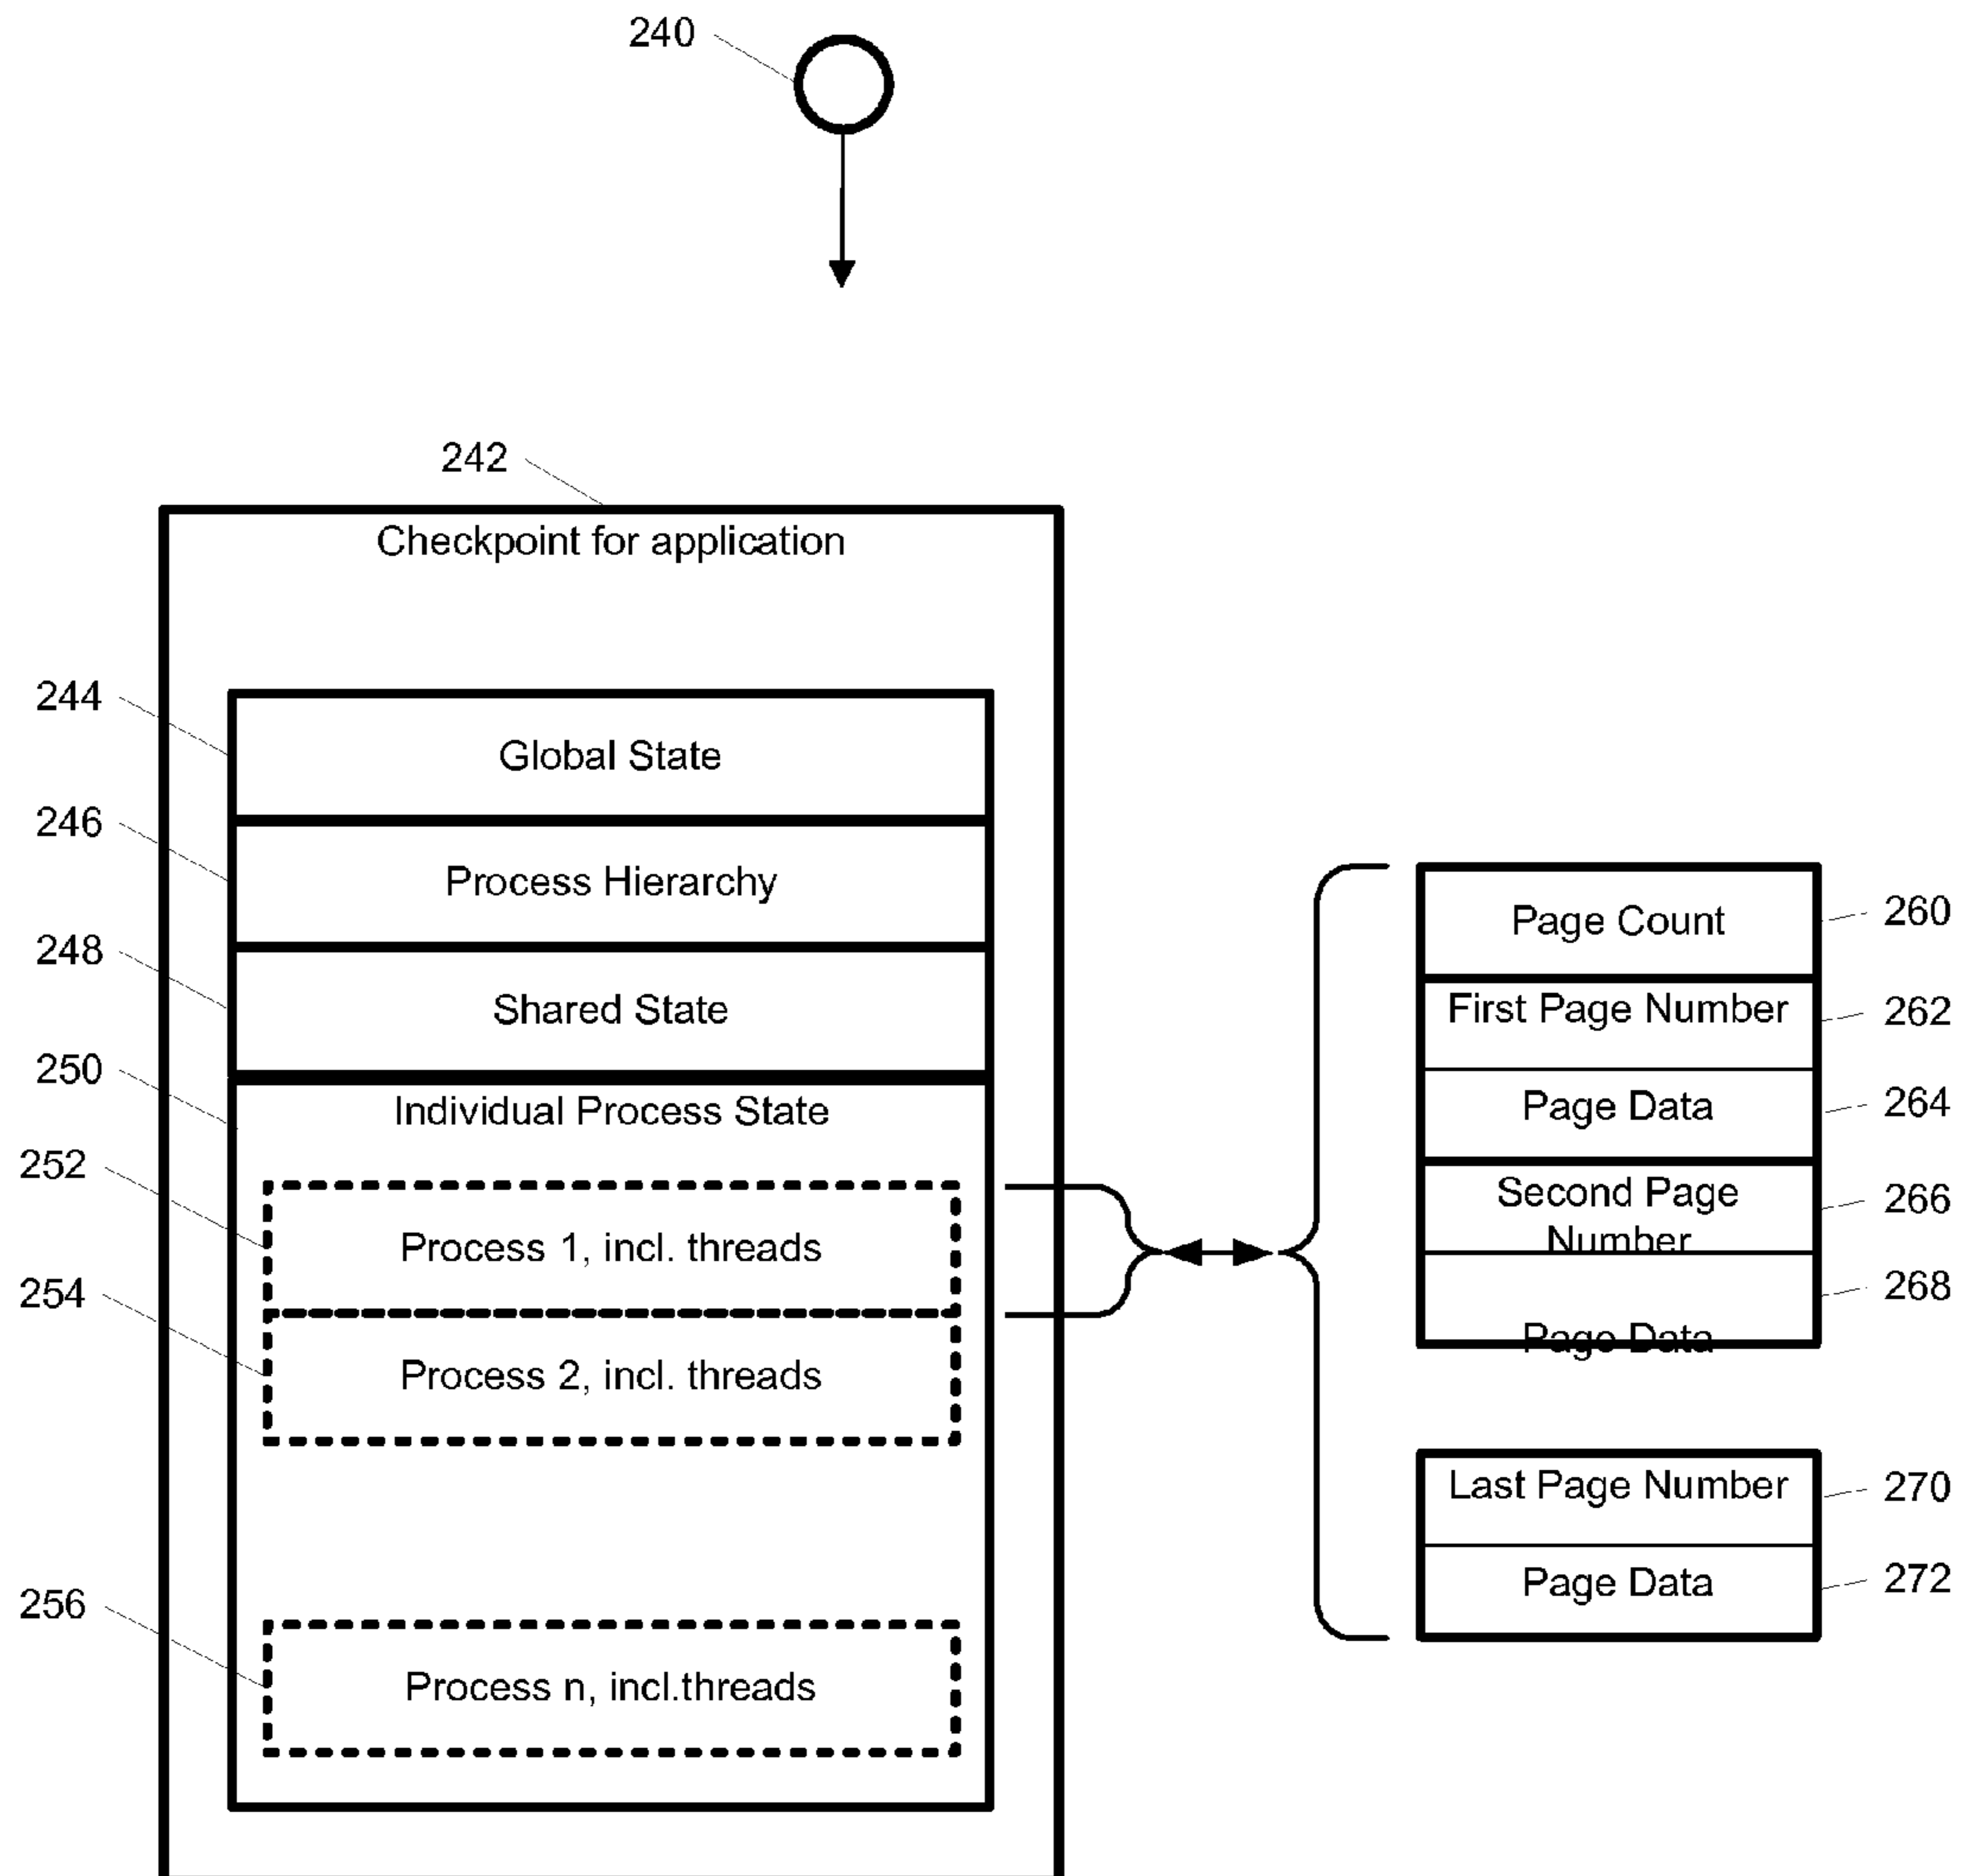 240
242
Checkpoint for application
244
Global State
246
Process Hierarchy
248
Shared State
250
Individual Process State
252
Process 1, incl. threads
254
Process 2, incl. threads
256
Process n, incl.threads
Page Count
260
First Page Number
262
Page Data
264
Second Page
Number
266
Page Data
268
Last Page Number
270
Page Data
272